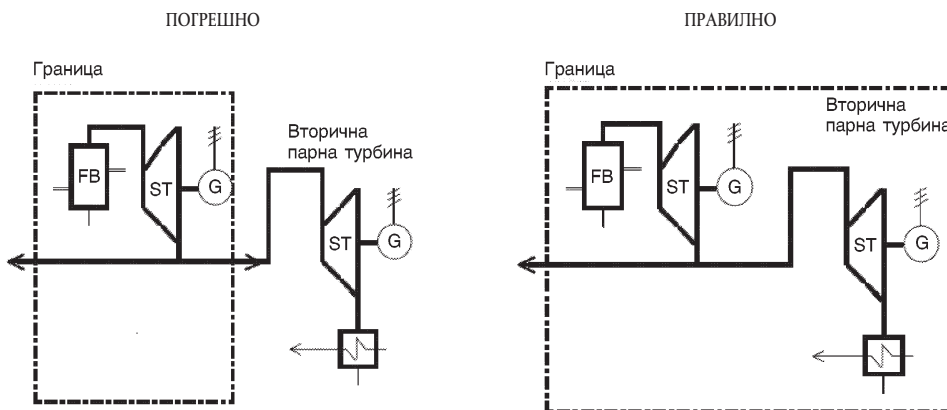 ПОГРЕШНО
Граница
FB
ST
G
Вторична
парна турбина
ST
G
ПРАВИЛНО
Граница
Вторична
парна турбина
FB
ST
G
ST
G